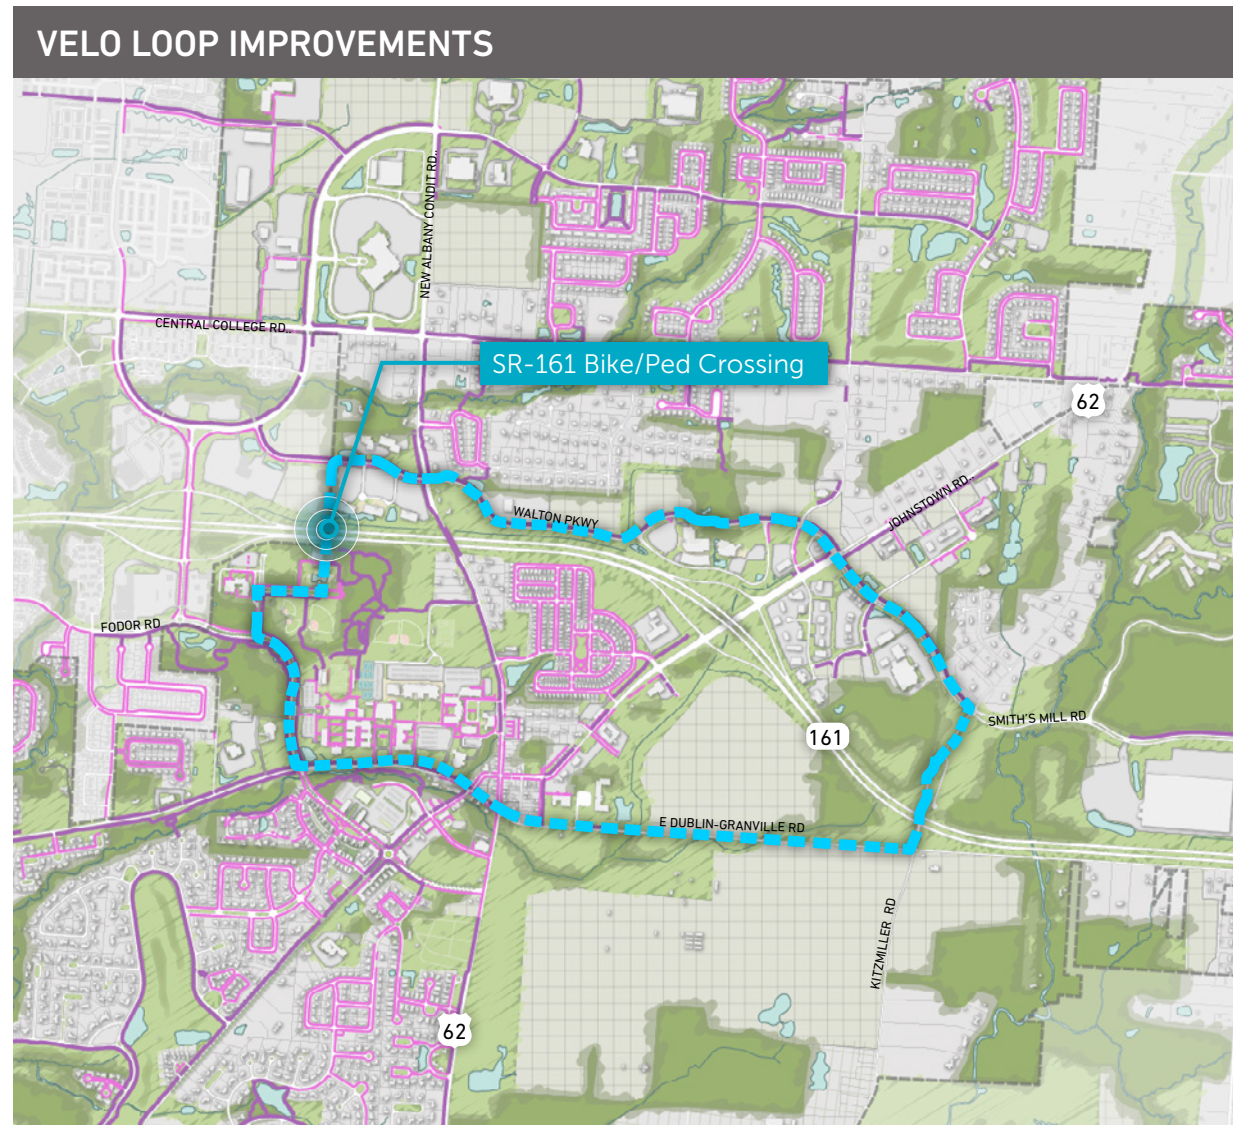 VELO LOOP IMPROVEMENTS
NEW ALBANY CONDIT RD..
CENTRAL COLLEGE RD..
SR-161 Bike/Ped Crossing
62
JOHNSTOWN RD..
WALTON PKWY
FODOR RD
SMITH'S MILL RD
161
E DUBLIN-GRANVILLE RD
KITZMILLER RD
62